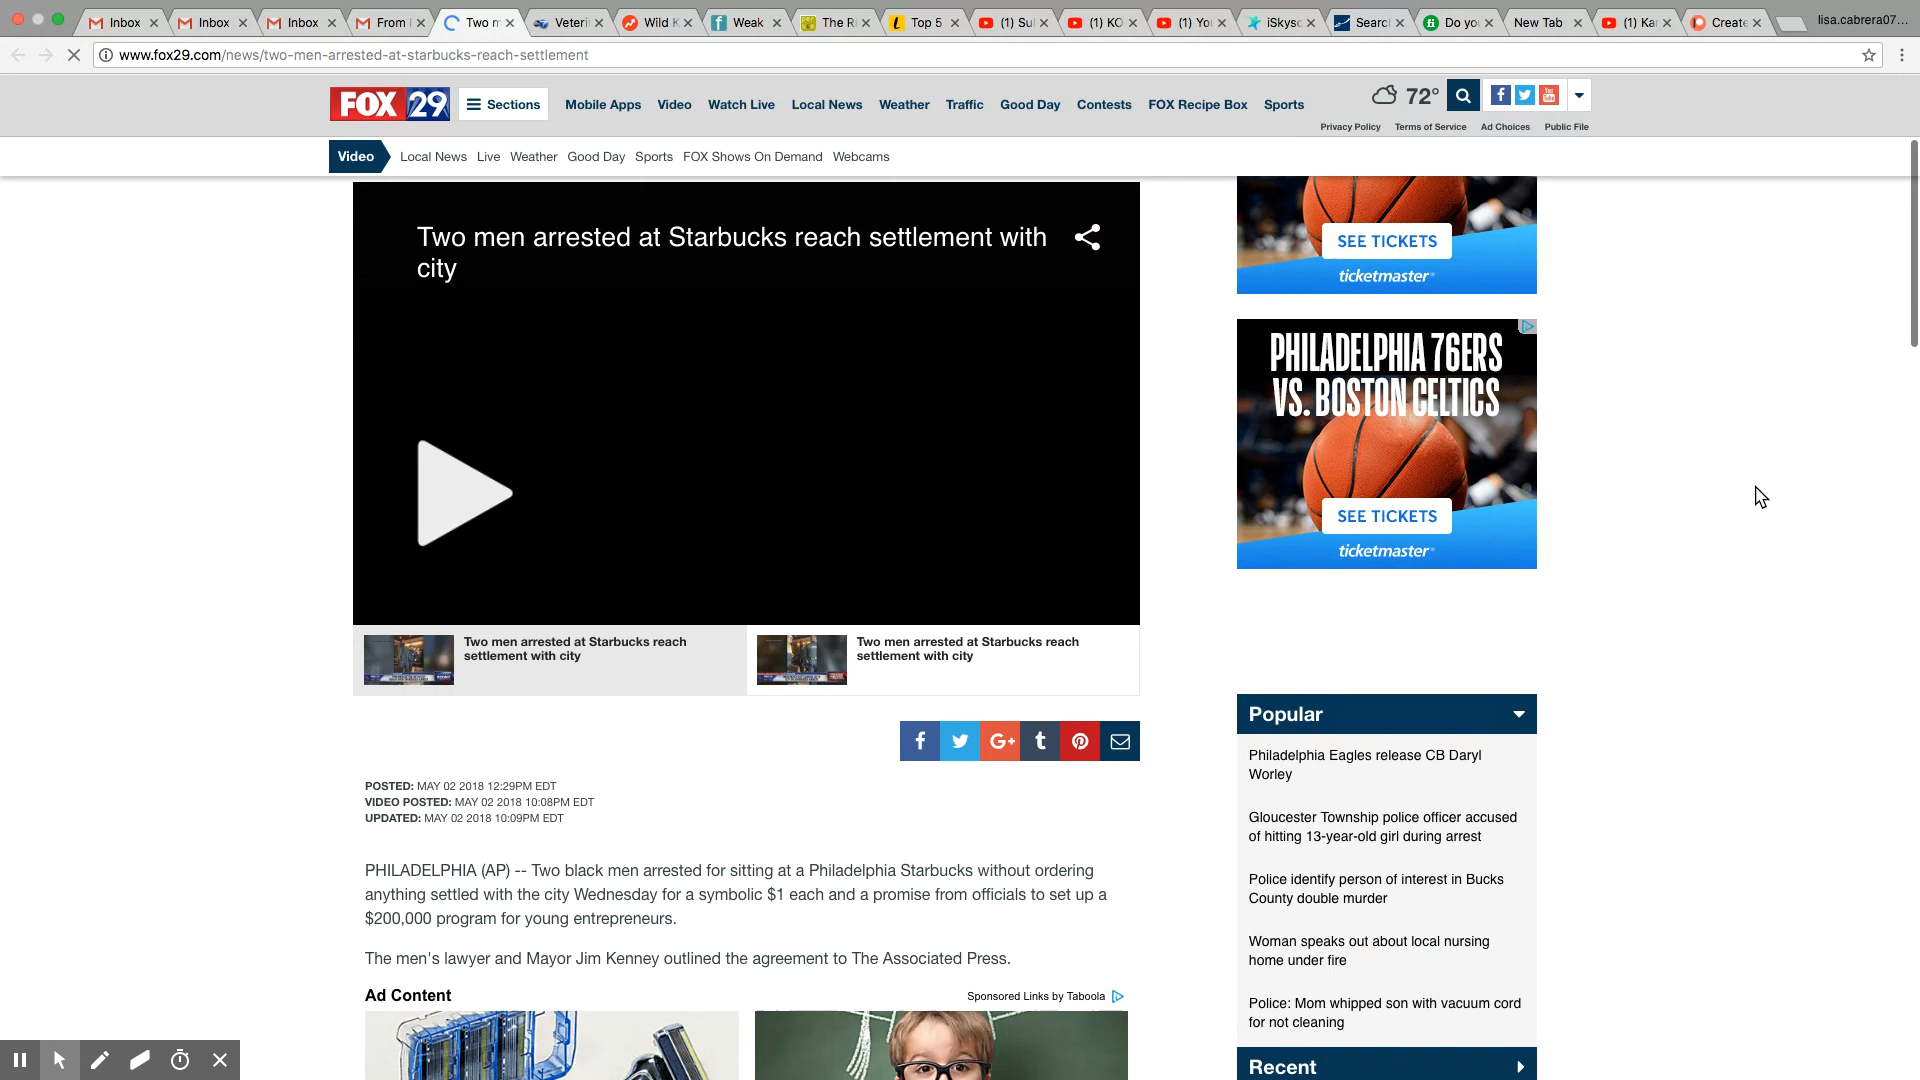 Inbox
Inbox
Inbox
From
Two m
Veteri
Wild K
Weak
The Ri
Top 5
(1) Su
(1) KO
(1) You
iSkyso
Search
Do you
New Tab
(1) Kar
Create
lisa.cabrera07...
www.fox29.com/news/two-men-arrested-at-starbucks-reach-settlement
FOX 29
Sections
Mobile Apps
Video
Watch Live
Local News
Weather
Traffic
Good Day
Contests
FOX Recipe Box
Sports
72°
You Tube
Privacy Policy
Terms of Service
Ad Choices
Public File
Video
Local News
Live
Weather
Good Day
Sports
FOX Shows On Demand
Webcams
Two men arrested at Starbucks reach settlement with
city
Two men arrested at Starbucks reach
settlement with city
Two men arrested at Starbucks reach
settlement with city
POSTED: MAY 02 2018 12:29PM EDT
VIDEO POSTED: MAY 02 2018 10:08PM EDT
UPDATED: MAY 02 2018 10:09PM EDT
PHILADELPHIA (AP) -- Two black men arrested for sitting at a Philadelphia Starbucks without ordering
anything settled with the city Wednesday for a symbolic $1 each and a promise from officials to set up a
$200,000 program for young entrepreneurs.
The men's lawyer and Mayor Jim Kenney outlined the agreement to The Associated Press.
Ad Content
Sponsored Links by Taboola
SEE TICKETS
ticketmaster
PHILADELPHIA 76ERS
VS. BOSTON CELTICS
SEE TICKETS
ticketmaster
Popular
Philadelphia Eagles release CB Daryl
Worley
Gloucester Township police officer accused
of hitting 13-year-old girl during arrest
Police identify person of interest in Bucks
County double murder
Woman speaks out about local nursing
home under fire
Police: Mom whipped son with vacuum cord
for not cleaning
Recent